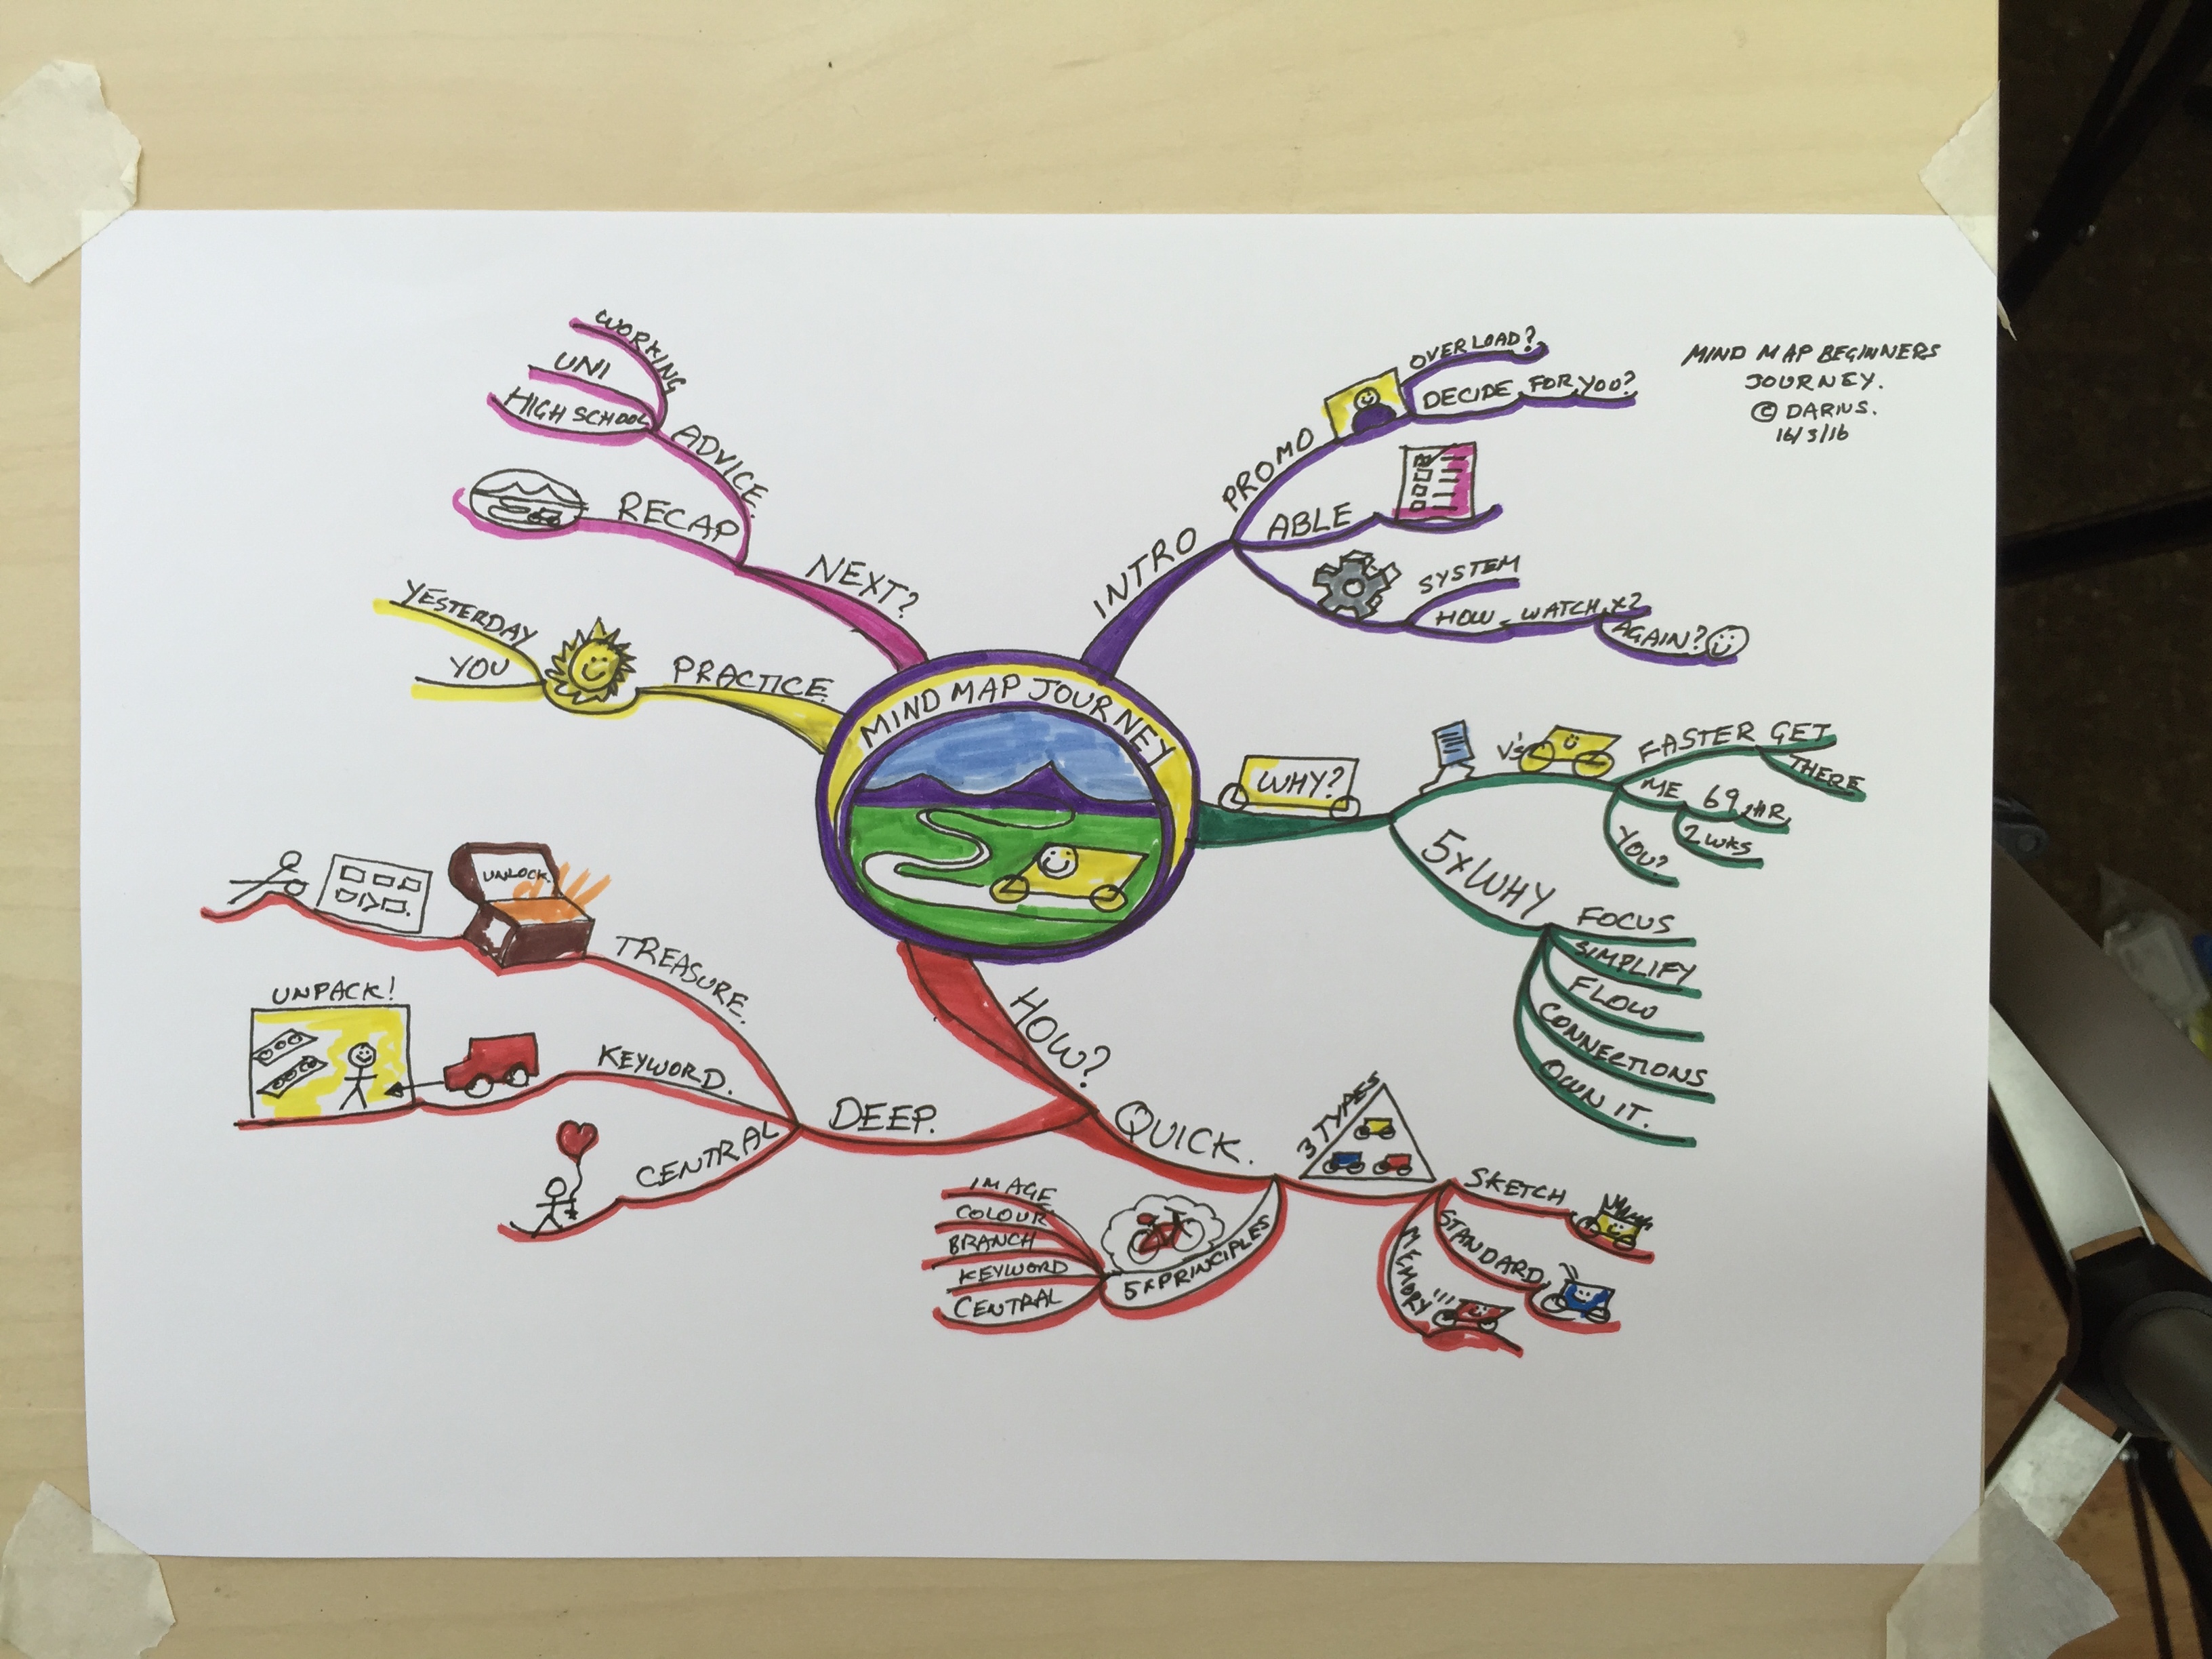 MIND MAP BEGINNERS
JOURNEY.
© DARIUS.
16/3/16
MIND MAP JOURNEY
INTRO
PROMO
OVERLOAD?
DECIDE FOR YOU?
ABLE
SYSTEM
HOW WATCH x2
AGAIN?
WHY?
V's
FASTER GET
THERE
ME 69 HR
2 WKS
YOU?
5xWHY
FOCUS
SIMPLIFY
FLOW
CONNECTIONS
OWN IT.
HOW?
QUICK.
3 TYPES
SKETCH
STANDARD
MEMORY
5xPRINCIPLES
IMAGE
COLOUR
BRANCH
KEYWORD
CENTRAL
DEEP.
TREASURE.
UNLOCK.
KEYWORD.
UNPACK!
CENTRAL
PRACTICE
YESTERDAY
YOU
NEXT?
ADVICE.
WORKING
UNI
HIGH SCHOOL
RECAP